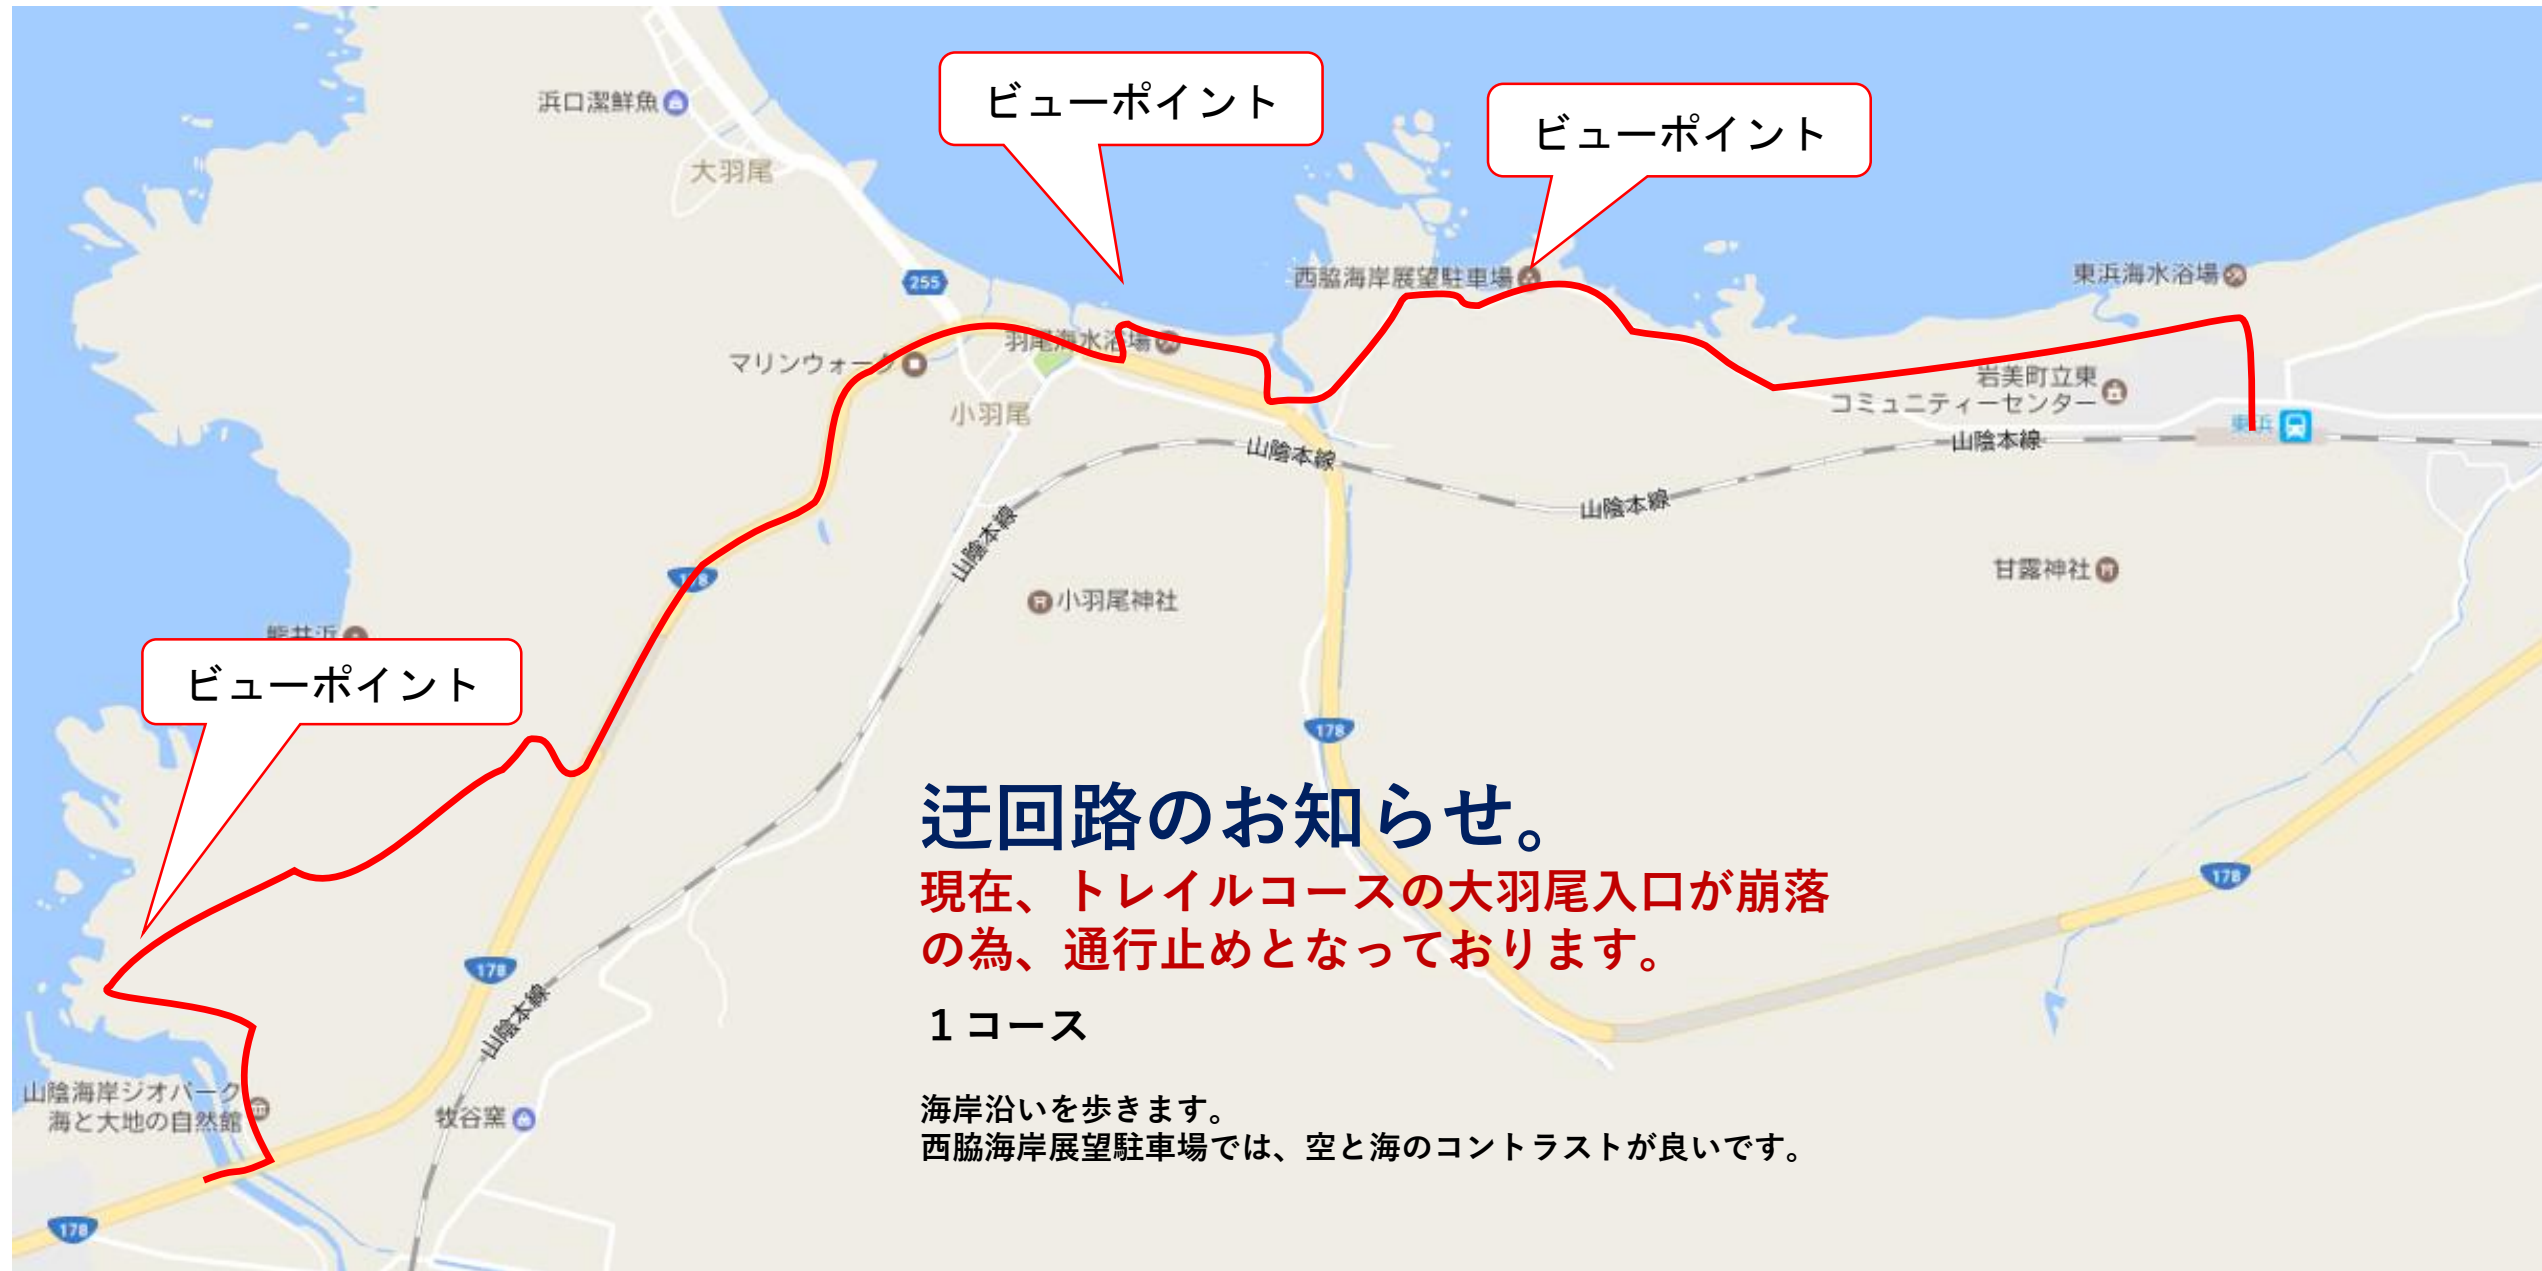 ビューポイント
ビューポイント
浜口潔鮮魚
大羽尾
255
西脇海岸展望駐車場
東浜海水浴場
羽尾海水浴場
マリンウォーク
小羽尾
岩美町立東
コミュニティーセンター
東浜
山陰本線
山陰本線
山陰本線
山陰本線
178
甘露神社
小羽尾神社
熊井浜
ビューポイント
178
迂回路のお知らせ。
現在、トレイルコースの大羽尾入口が崩落
の為、通行止めとなっております。
178
178
山陰本線
1コース
山陰海岸ジオパーク
海と大地の自然館
牧谷窯
海岸沿いを歩きます。
西脇海岸展望駐車場では、空と海のコントラストが良いです。
178